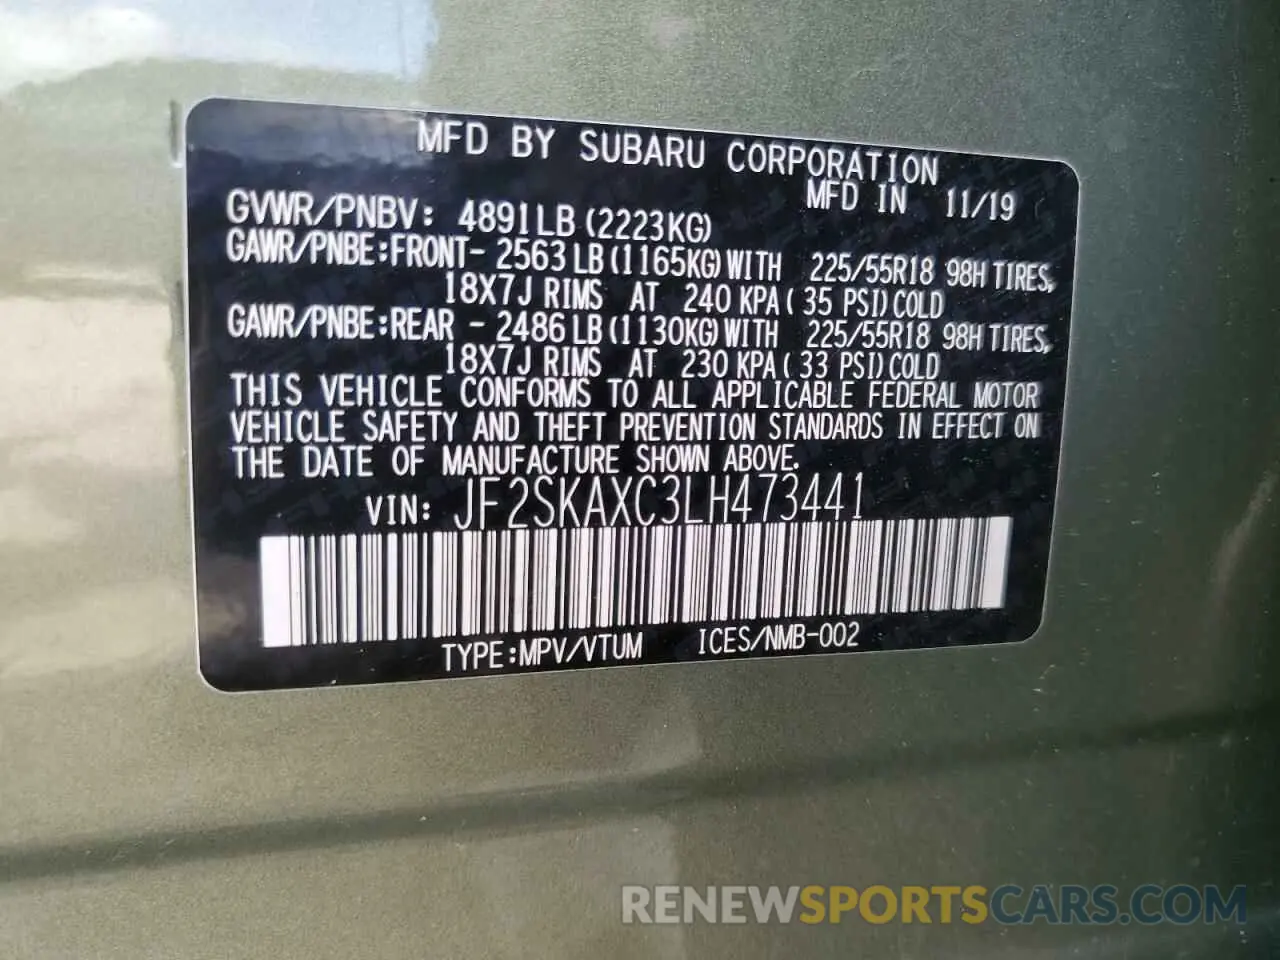 MFD BY SUBARU CORPORATION
MFD IN 11/19
GVWR/PNBV: 4891LB (2223KG)
GAWR/PNBE:FRONT- 2563 LB (1165KG) WITH 225/55R18 98H TIRES,
18X7J RIMS AT 240 KPA ( 35 PSI) COLD
GAWR/PNBE:REAR - 2486 LB (1130KG) WITH 225/55R18 98H TIRES,
18X7J RIMS AT 230 KPA ( 33 PSI) COLD
THIS VEHICLE CONFORMS TO ALL APPLICABLE FEDERAL MOTOR
VEHICLE SAFETY AND THEFT PREVENTION STANDARDS IN EFFECT ON
THE DATE OF MANUFACTURE SHOWN ABOVE.
VIN: JF2SKAXC3LH473441
TYPE:MPV/VTUM ICES/NMB-002
RENEWSPORTSCARS.COM